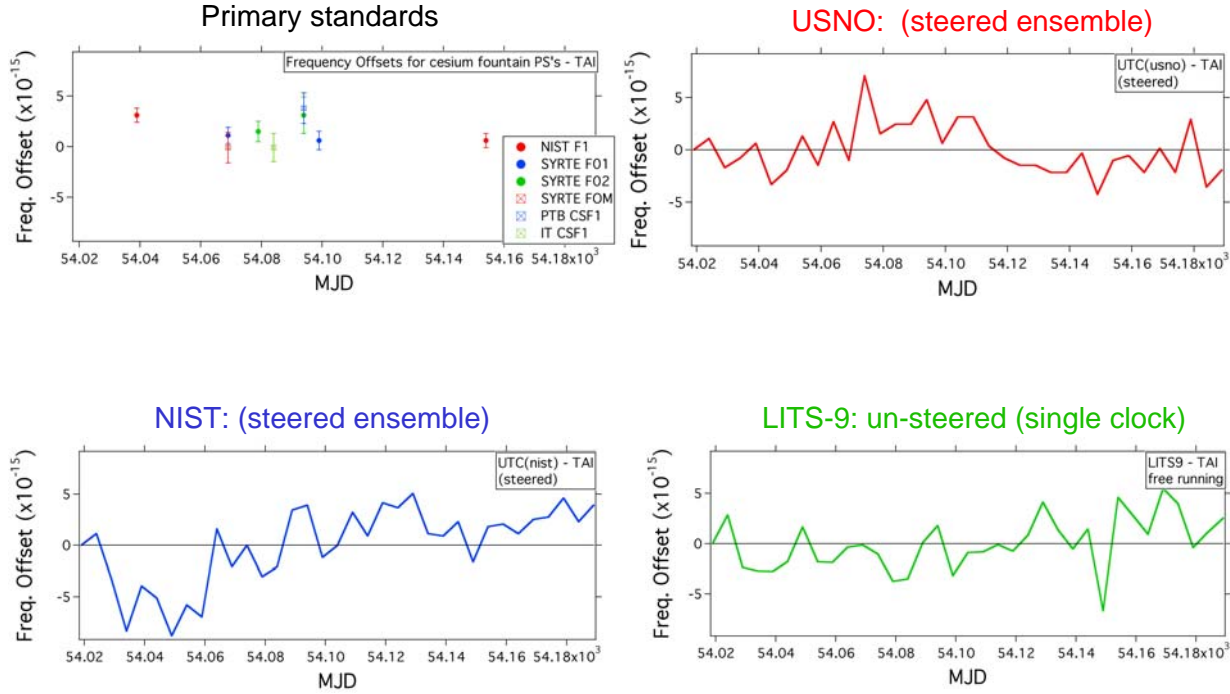 Primary standards
Frequency Offsets for cesium fountain PS's - TAI
Freq. Offset (x10-15)
5
0
-5
NIST F1
SYRTE FO1
SYRTE FO2
SYRTE FOM
PTB CSF1
IT CSF1
54.02 54.04 54.06 54.08 54.10 54.12 54.14 54.16 54.18x10³
MJD
USNO: (steered ensemble)
UTC(usno) - TAI
(steered)
Freq. Offset (x10-15)
5
0
-5
54.02 54.04 54.06 54.08 54.10 54.12 54.14 54.16 54.18x10³
MJD
NIST: (steered ensemble)
UTC(nist) - TAI
(steered)
Freq. Offset (x10-15)
5
0
-5
54.02 54.04 54.06 54.08 54.10 54.12 54.14 54.16 54.18x10³
MJD
LITS-9: un-steered (single clock)
LITS9 - TAI
free running
Freq. Offset (x10-15)
5
0
-5
54.02 54.04 54.06 54.08 54.10 54.12 54.14 54.16 54.18x10³
MJD